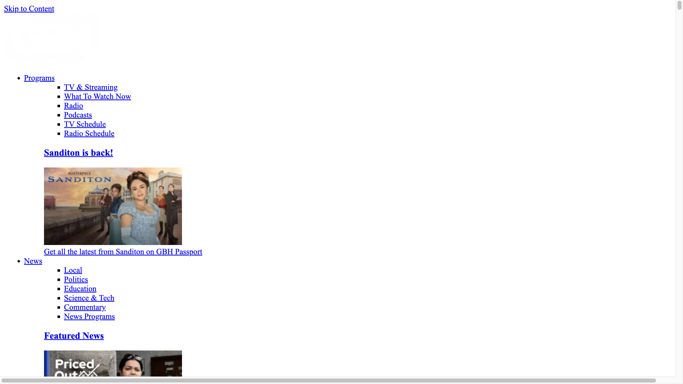 Skip to Content
Programs
TV & Streaming
What To Watch Now
Radio
Podcasts
TV Schedule
Radio Schedule
Sanditon is back!
MASTERPIECE
SANDITON
Get all the latest from Sanditon on GBH Passport
News
Local
Politics
Education
Science & Tech
Commentary
News Programs
Featured News
Priced
Out